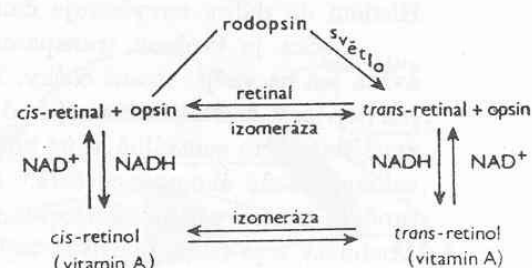 rodopsin
světlo
cis-retinal + opsin
retinal
izomeráza
trans-retinal + opsin
NAD⁺ NADH
NADH NAD⁺
cis-retinol
(vitamin A)
izomeráza
trans-retinol
(vitamin A)